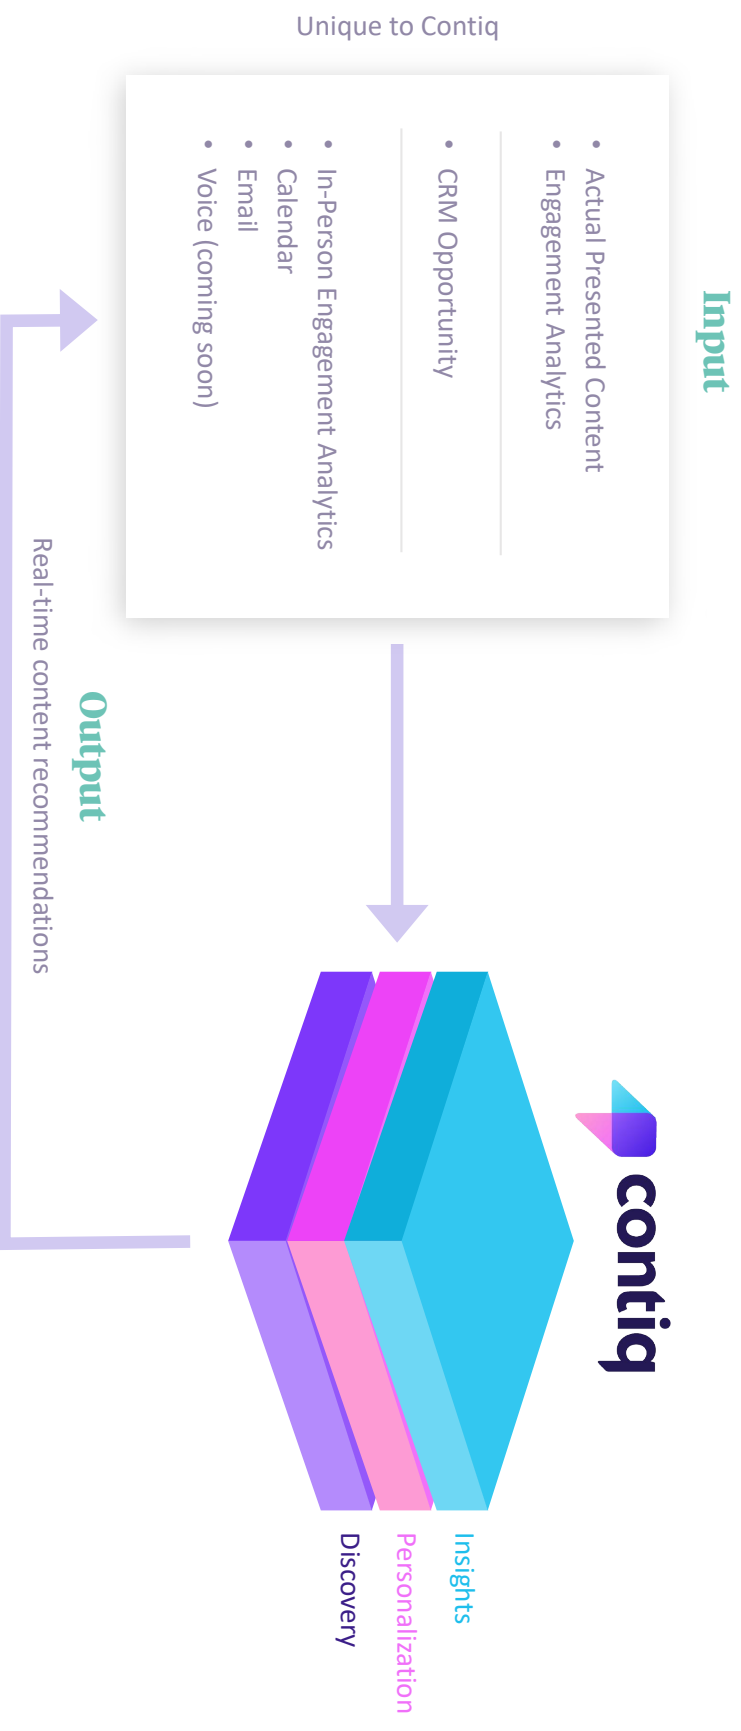 Unique to Contiq
Input
• Actual Presented Content
• Engagement Analytics
• CRM Opportunity
• In-Person Engagement Analytics
• Calendar
• Email
• Voice (coming soon)
Output
Real-time content recommendations
contiq
Insights
Personalization
Discovery